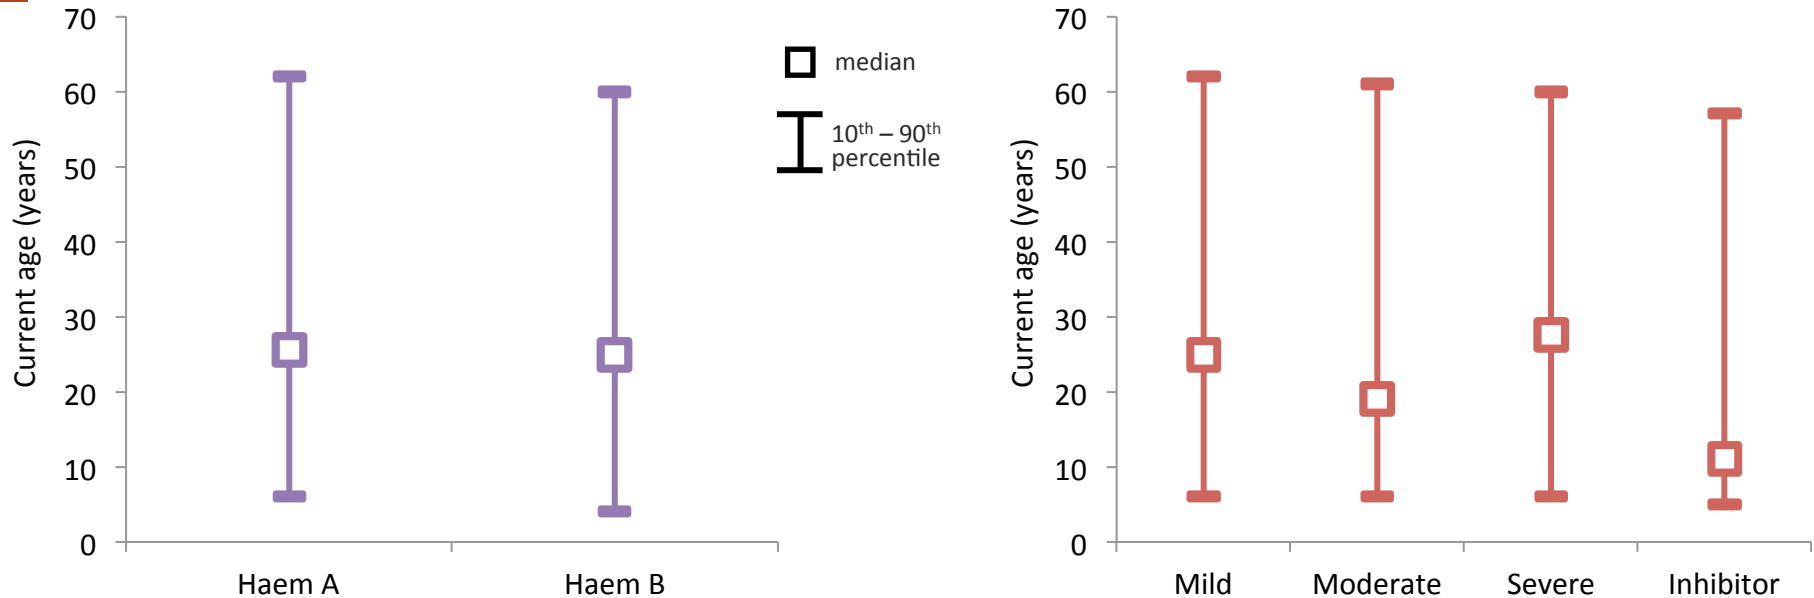 70
60
50
40
30
20
10
0
Current age (years)
Haem A
Haem B
median
10th – 90th
percentile
70
60
50
40
30
20
10
0
Current age (years)
Mild
Moderate
Severe
Inhibitor